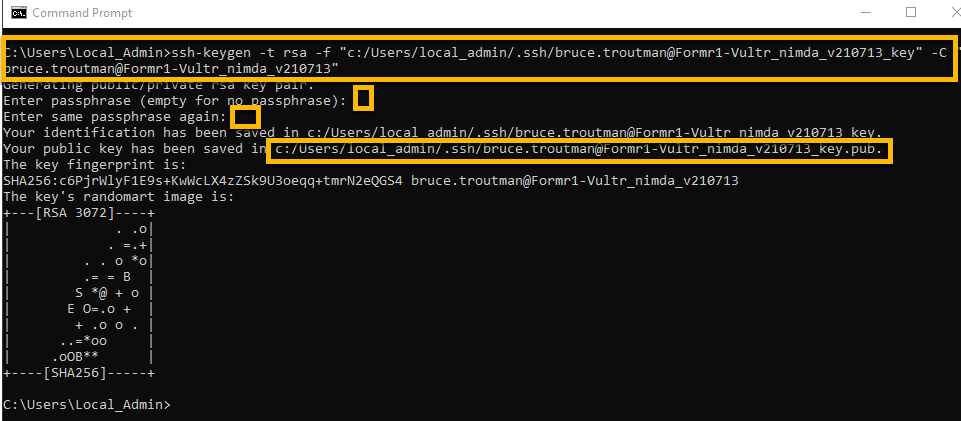 Command Prompt
C:\Users\Local_Admin>ssh-keygen -t rsa -f "c:/Users/local_admin/.ssh/bruce.troutman@Formr1-Vultr_nimda_v210713_key" -C "
bruce.troutman@Formr1-Vultr_nimda_v210713"
Generating public/private rsa key pair.
Enter passphrase (empty for no passphrase):
Enter same passphrase again:
Your identification has been saved in c:/Users/local_admin/.ssh/bruce.troutman@Formr1-Vultr_nimda_v210713_key.
Your public key has been saved in c:/Users/local_admin/.ssh/bruce.troutman@Formr1-Vultr_nimda_v210713_key.pub.
The key fingerprint is:
SHA256:c6PjrWlyF1E9s+KwWcLX4zZSk9U3oeqq+tmrN2eQGS4 bruce.troutman@Formr1-Vultr_nimda_v210713
The key's randomart image is:
+---[RSA 3072]----+
|              . .o|
|             . =.+|
|          . . o *o|
|          .= = B  |
|         S *@ + o |
|        E O=.o +  |
|         + .o o . |
|       ..=*oo     |
|      .oOB**      |
+----[SHA256]-----+
C:\Users\Local_Admin>